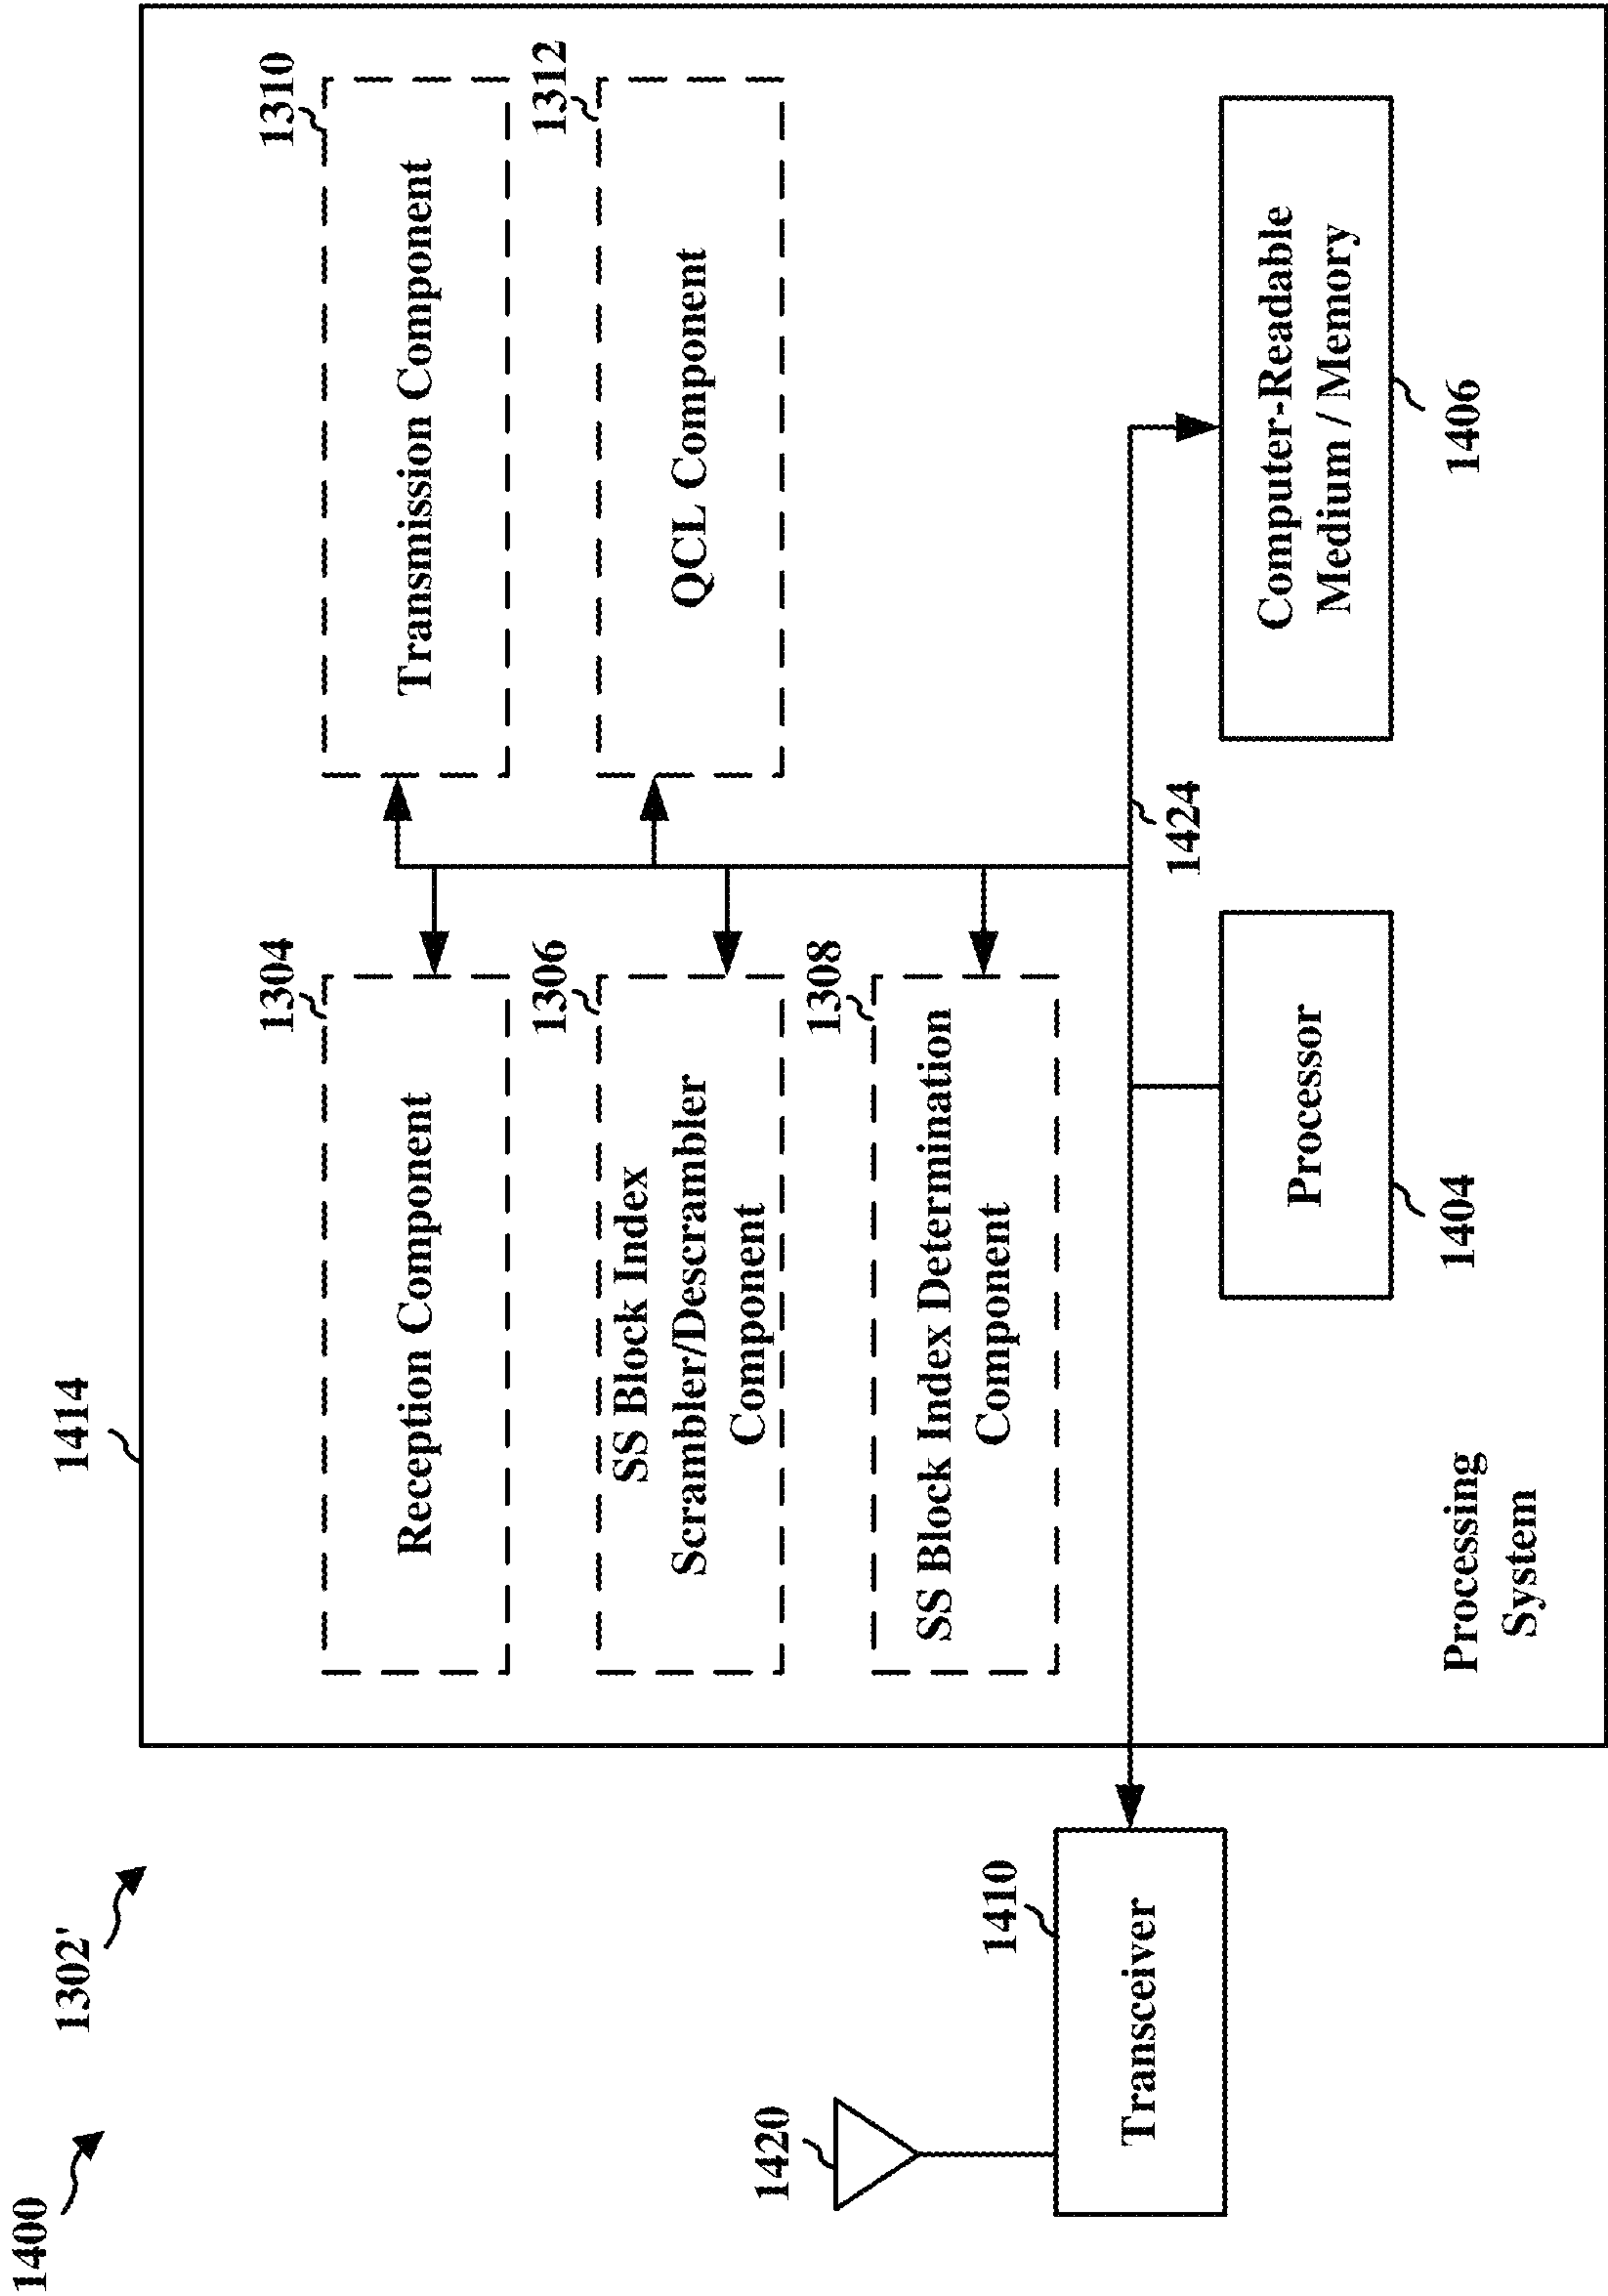 1400
1302'
1414
1304
Reception Component
1310
Transmission Component
1306
SS Block Index
Scrambler/Descrambler
Component
1312
QCL Component
1308
SS Block Index Determination
Component
1420
1410
Transceiver
1424
Processor
1404
Computer-Readable
Medium / Memory
1406
Processing
System